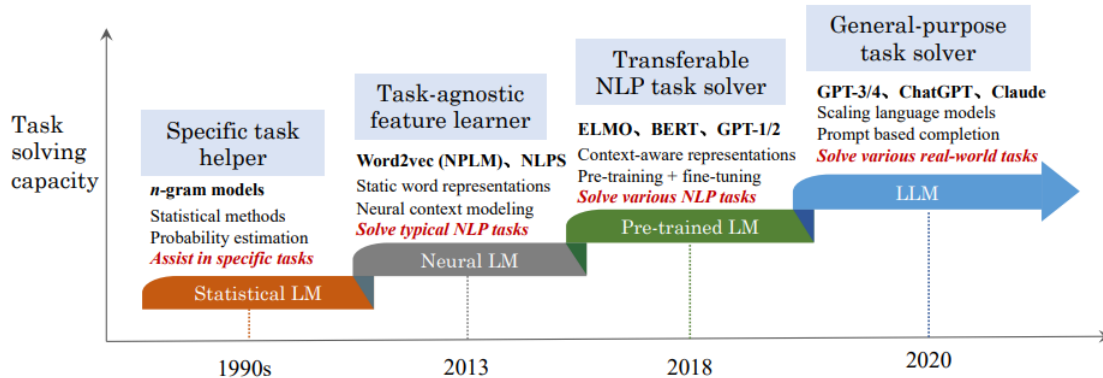 Task
solving
capacity
Specific task
helper
n-gram models
Statistical methods
Probability estimation
Assist in specific tasks
Statistical LM
1990s
Task-agnostic
feature learner
Word2vec (NPLM)、NLPS
Static word representations
Neural context modeling
Solve typical NLP tasks
Neural LM
2013
Transferable
NLP task solver
ELMO、BERT、GPT-1/2
Context-aware representations
Pre-training + fine-tuning
Solve various NLP tasks
Pre-trained LM
2018
General-purpose
task solver
GPT-3/4、ChatGPT、Claude
Scaling language models
Prompt based completion
Solve various real-world tasks
LLM
2020